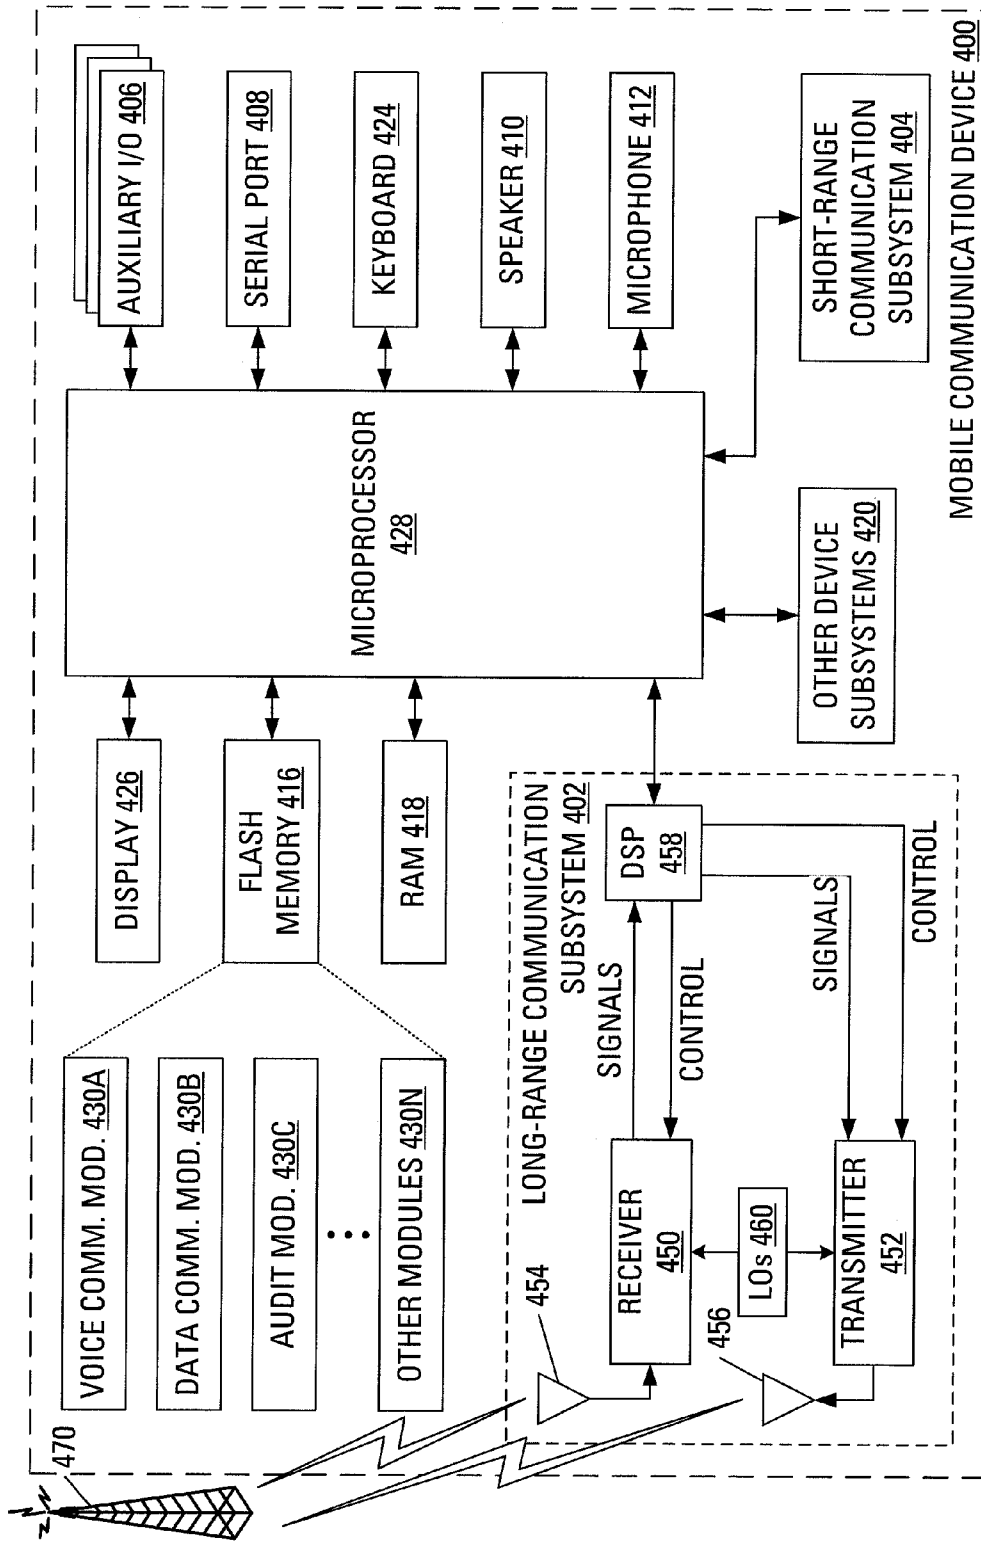 470
VOICE COMM. MOD. 430A
DATA COMM. MOD. 430B
AUDIT MOD. 430C
OTHER MODULES 430N
DISPLAY 426
FLASH
MEMORY 416
RAM 418
MICROPROCESSOR
428
AUXILIARY I/O 406
SERIAL PORT 408
KEYBOARD 424
SPEAKER 410
MICROPHONE 412
LONG-RANGE COMMUNICATION
SUBSYSTEM 402
454
456
RECEIVER
450
LOs 460
TRANSMITTER
452
SIGNALS
CONTROL
DSP
458
SIGNALS
CONTROL
OTHER DEVICE
SUBSYSTEMS 420
SHORT-RANGE
COMMUNICATION
SUBSYSTEM 404
MOBILE COMMUNICATION DEVICE 400